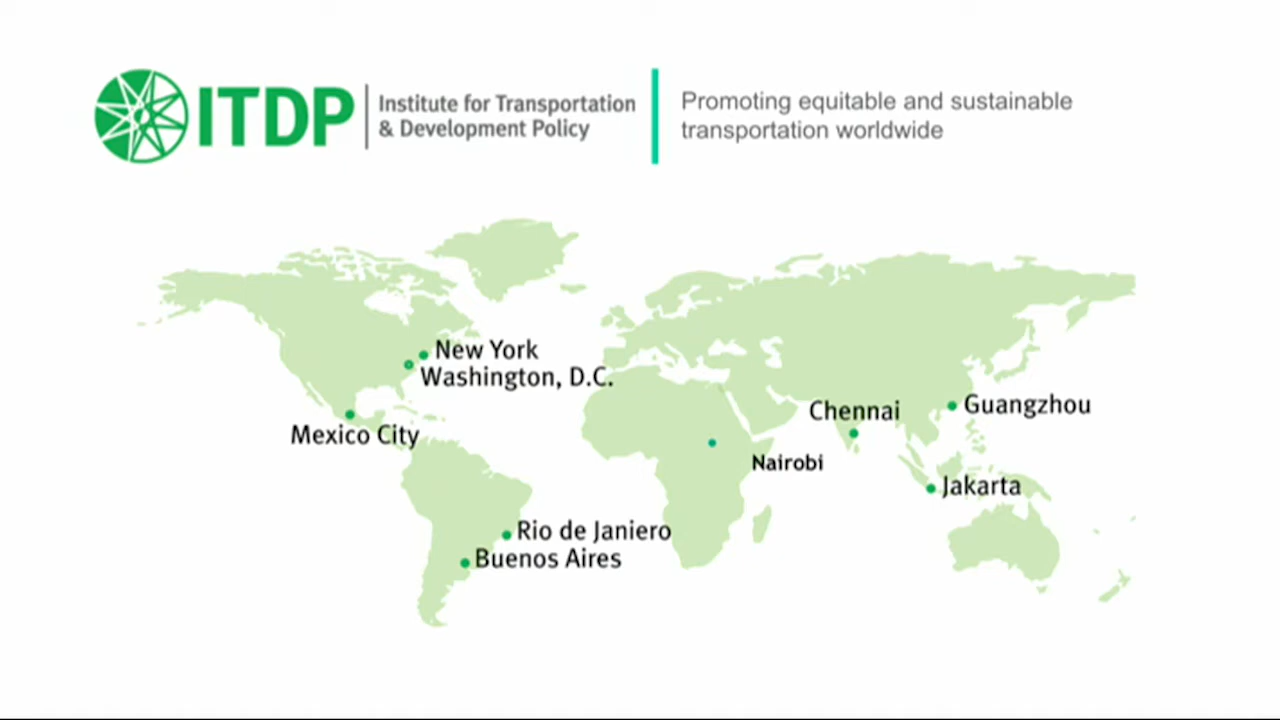 ITDP
Institute for Transportation
& Development Policy
Promoting equitable and sustainable
transportation worldwide
New York
Washington, D.C.
Mexico City
Chennai
Guangzhou
Nairobi
Jakarta
Rio de Janiero
Buenos Aires